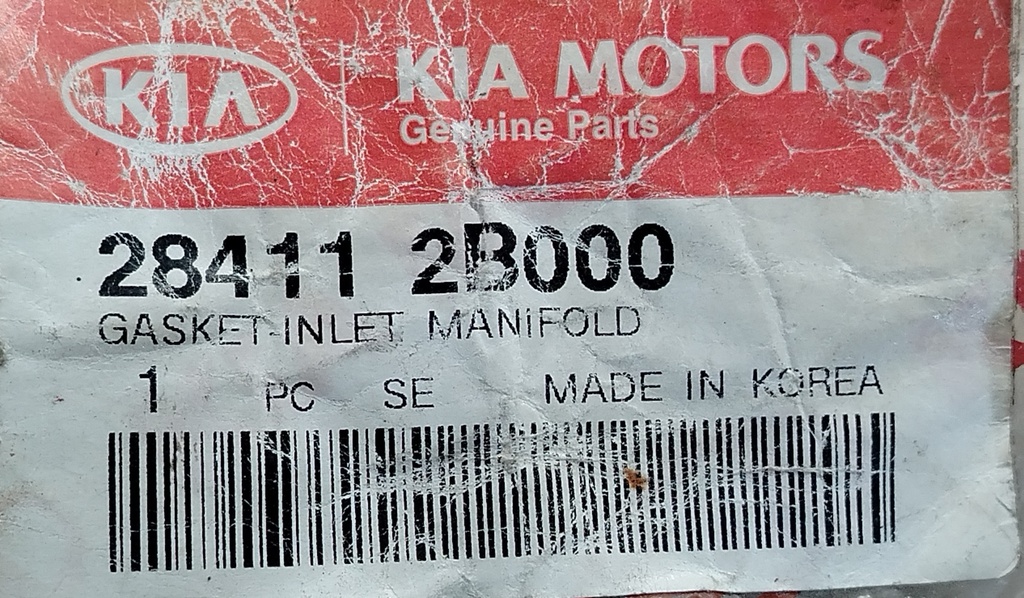 KIA
KIA MOTORS
Genuine Parts
28411 2B000
GASKET-INLET MANIFOLD
1 PC SE MADE IN KOREA